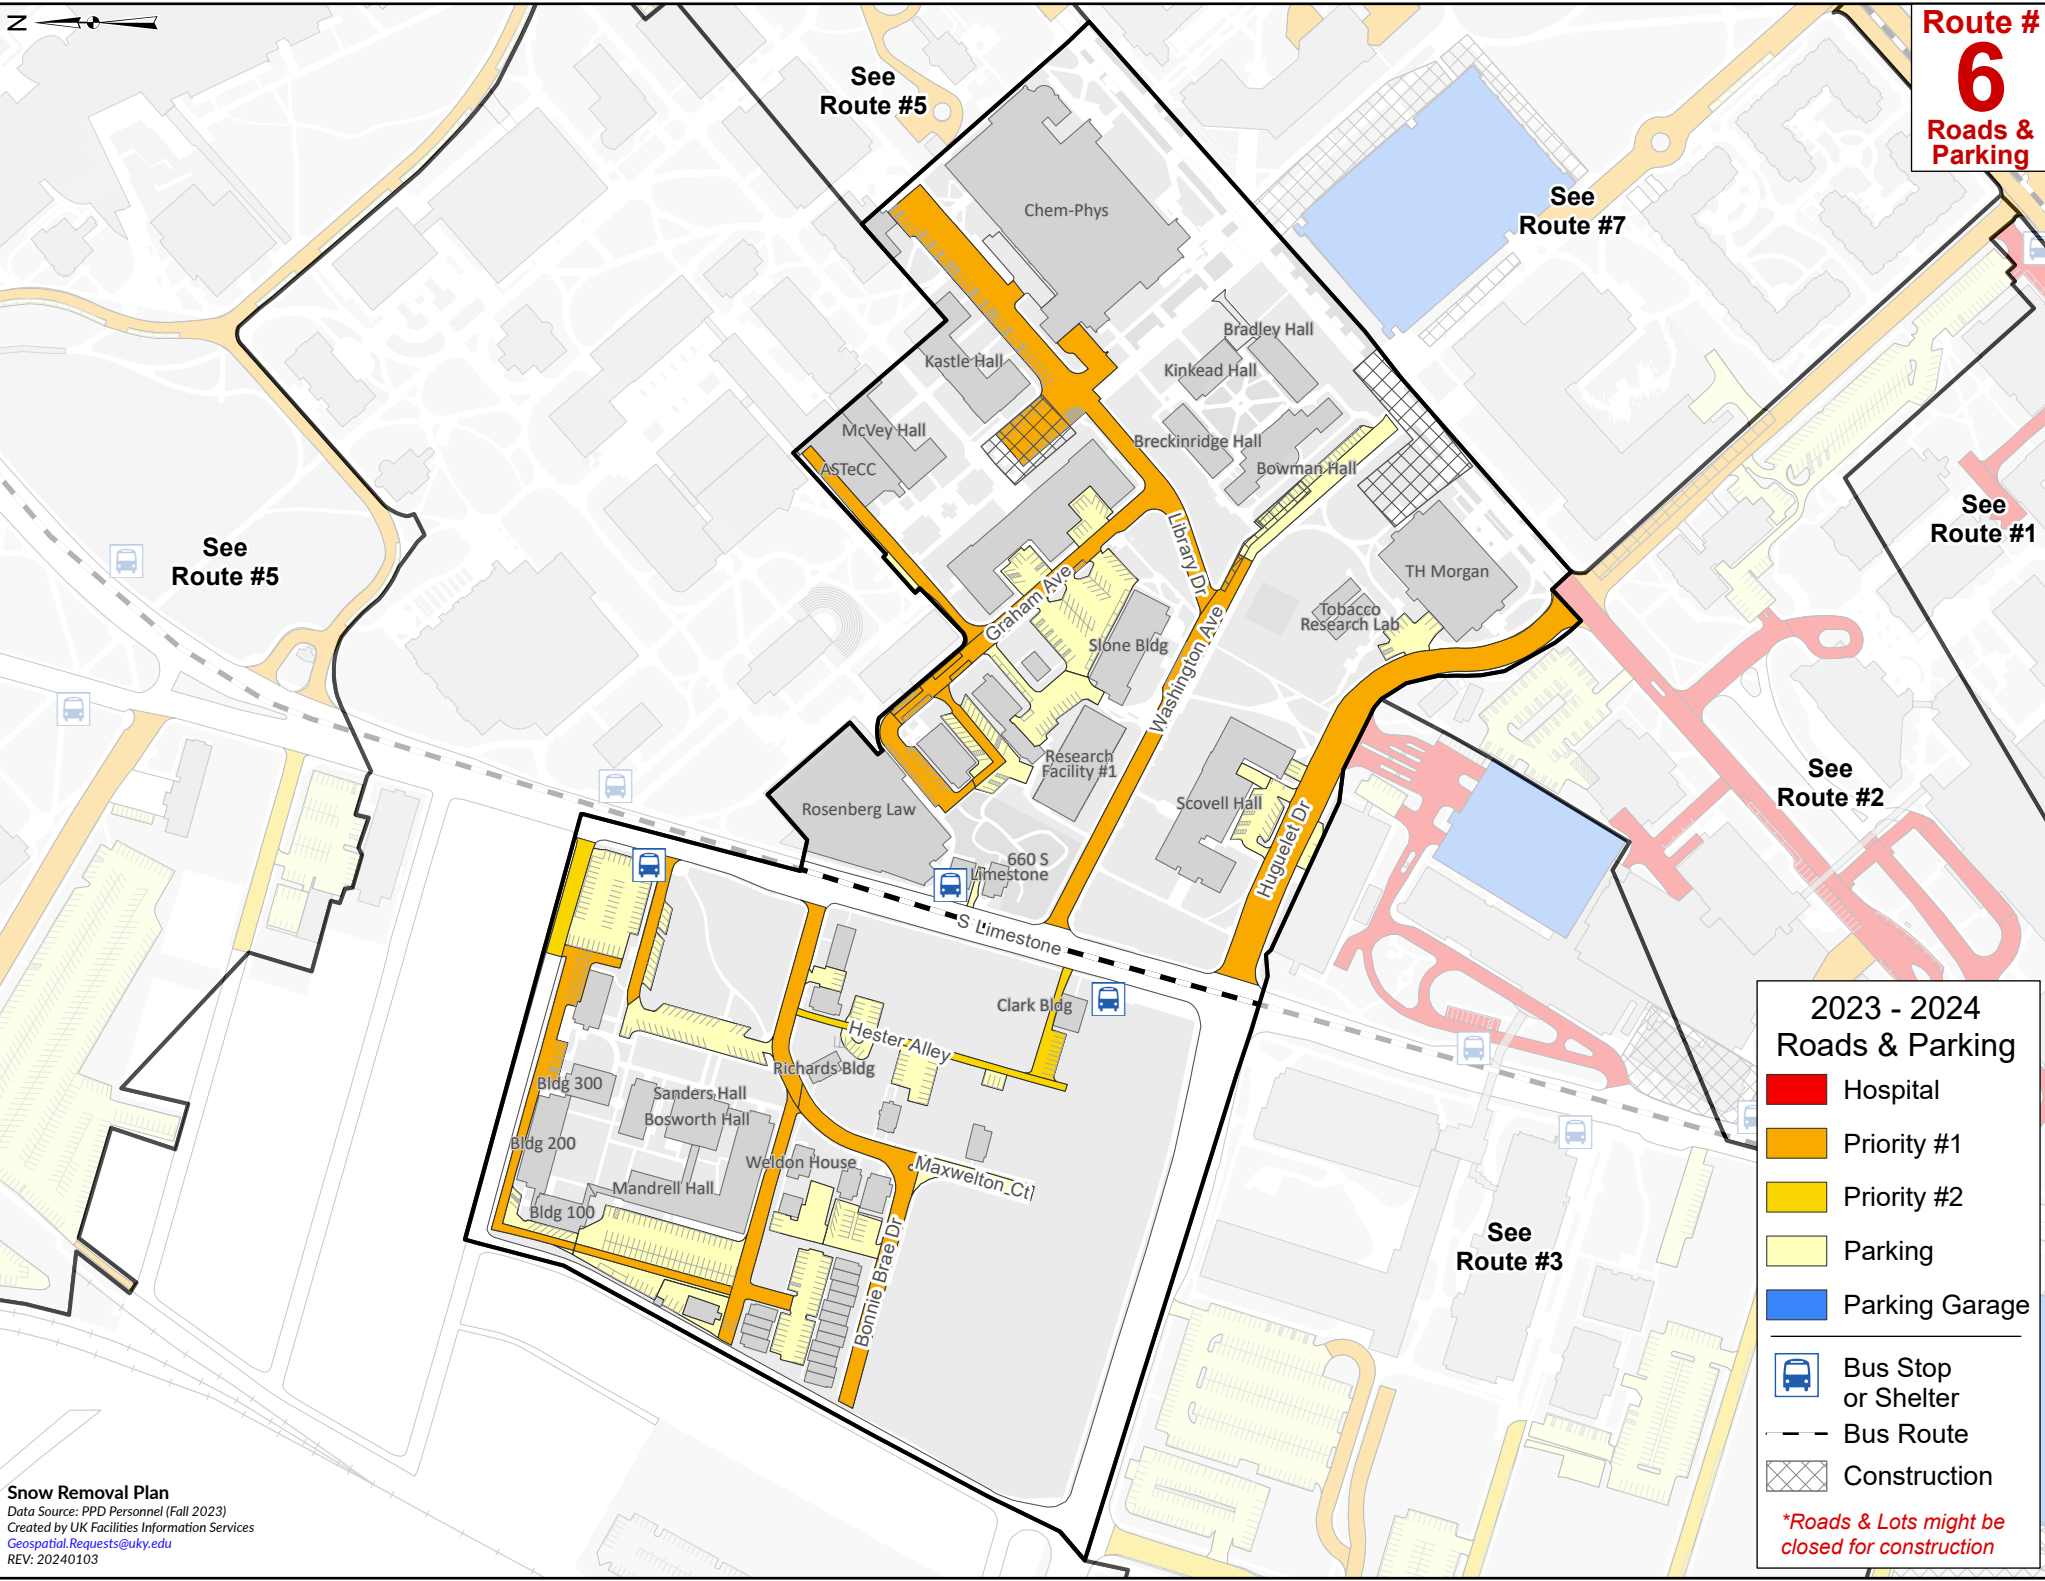 N
Route #
6
Roads &
Parking
See
Route #5
See
Route #7
Chem-Phys
Bradley Hall
Kastle Hall
Kinkead Hall
McVey Hall
Breckinridge Hall
ASTeCC
Bowman Hall
See
Route #1
See
Route #5
Library Dr
TH Morgan
Graham Ave
Tobacco
Research Lab
Slone Bldg
Washington Ave
Research
Facility #1
See
Route #2
Rosenberg Law
Scovell Hall
Huguelet Dr
660 S
Limestone
S Limestone
Clark Bldg
Hester Alley
Richards Bldg
Bldg 300
Sanders Hall
Bosworth Hall
Bldg 200
Weldon House
Maxwelton Ct
Mandrell Hall
Bldg 100
Bonnie Brae Dr
See
Route #3
2023 - 2024
Roads & Parking
Hospital
Priority #1
Priority #2
Parking
Parking Garage
Bus Stop
or Shelter
Bus Route
Construction
*Roads & Lots might be
closed for construction
Snow Removal Plan
Data Source: PPD Personnel (Fall 2023)
Created by UK Facilities Information Services
Geospatial.Requests@uky.edu
REV: 20240103